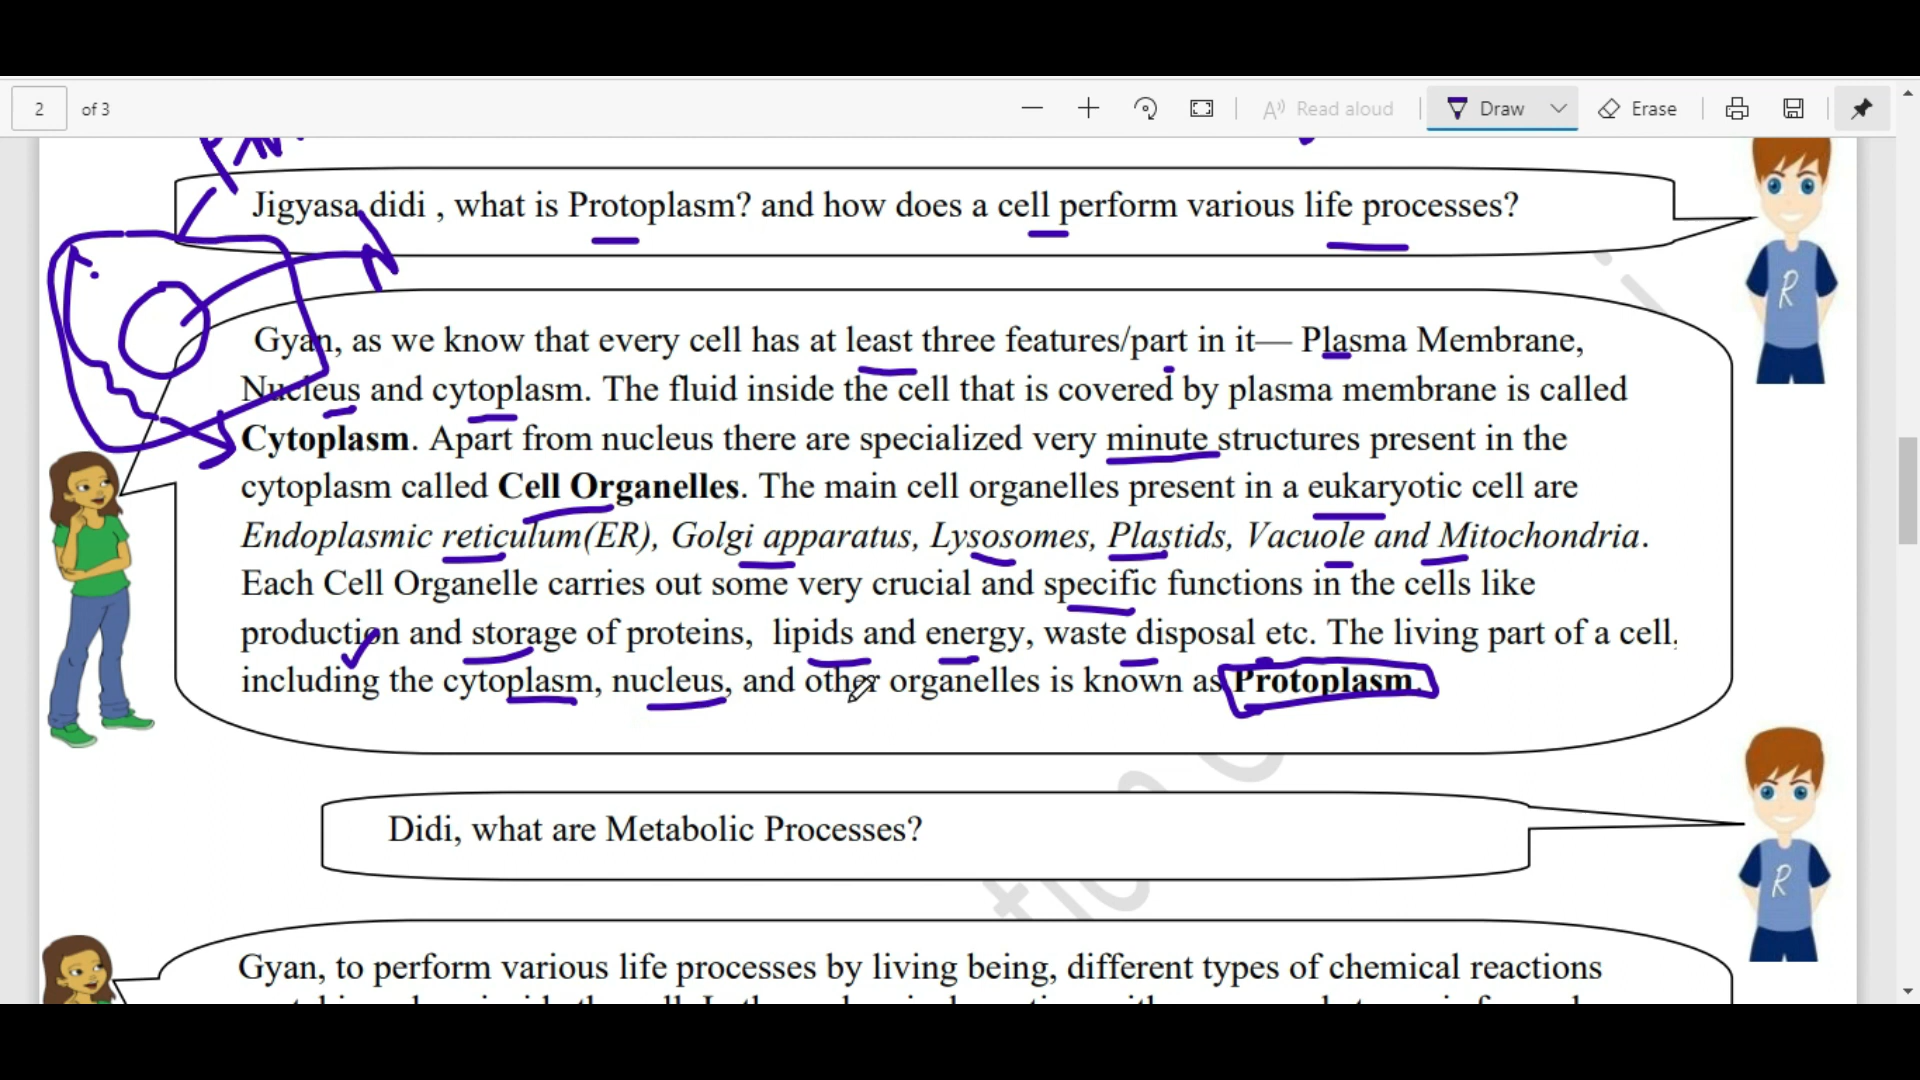 2 of 3 Read aloud Draw Erase
Jigyasa didi , what is Protoplasm? and how does a cell perform various life processes?
R
N
Gyan, as we know that every cell has at least three features/part in it— Plasma Membrane,
Nucleus and cytoplasm. The fluid inside the cell that is covered by plasma membrane is called
Cytoplasm. Apart from nucleus there are specialized very minute structures present in the
cytoplasm called Cell Organelles. The main cell organelles present in a eukaryotic cell are
Endoplasmic reticulum(ER), Golgi apparatus, Lysosomes, Plastids, Vacuole and Mitochondria.
Each Cell Organelle carries out some very crucial and specific functions in the cells like
production and storage of proteins, lipids and energy, waste disposal etc. The living part of a cell,
including the cytoplasm, nucleus, and other organelles is known as Protoplasm.
Didi, what are Metabolic Processes?
R
Gyan, to perform various life processes by living being, different types of chemical reactions